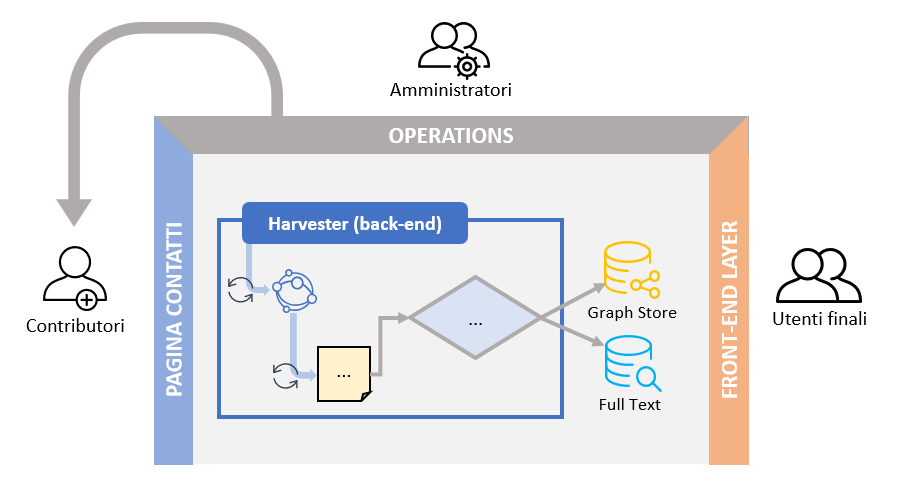 Amministratori
OPERATIONS
PAGINA CONTATTI
Harvester (back-end)
...
...
Graph Store
Full Text
FRONT-END LAYER
Contributori
Utenti finali